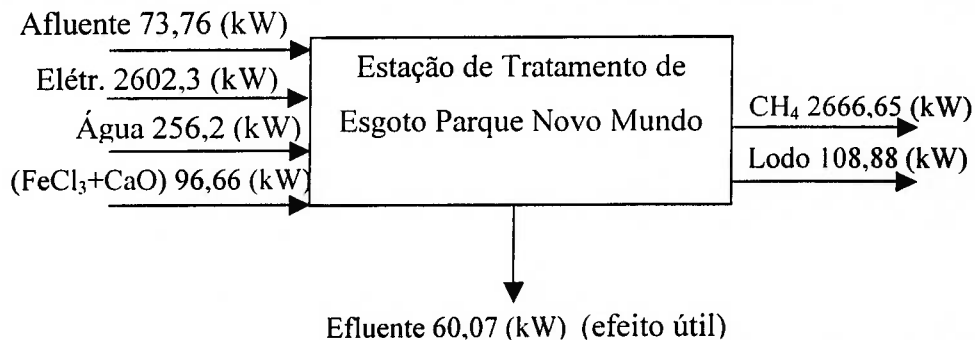 Afluente 73,76 (kW)
Elétr. 2602,3 (kW)
Água 256,2 (kW)
(FeCl₃+CaO) 96,66 (kW)
Estação de Tratamento de
Esgoto Parque Novo Mundo
CH₄ 2666,65 (kW)
Lodo 108,88 (kW)
Efluente 60,07 (kW) (efeito útil)